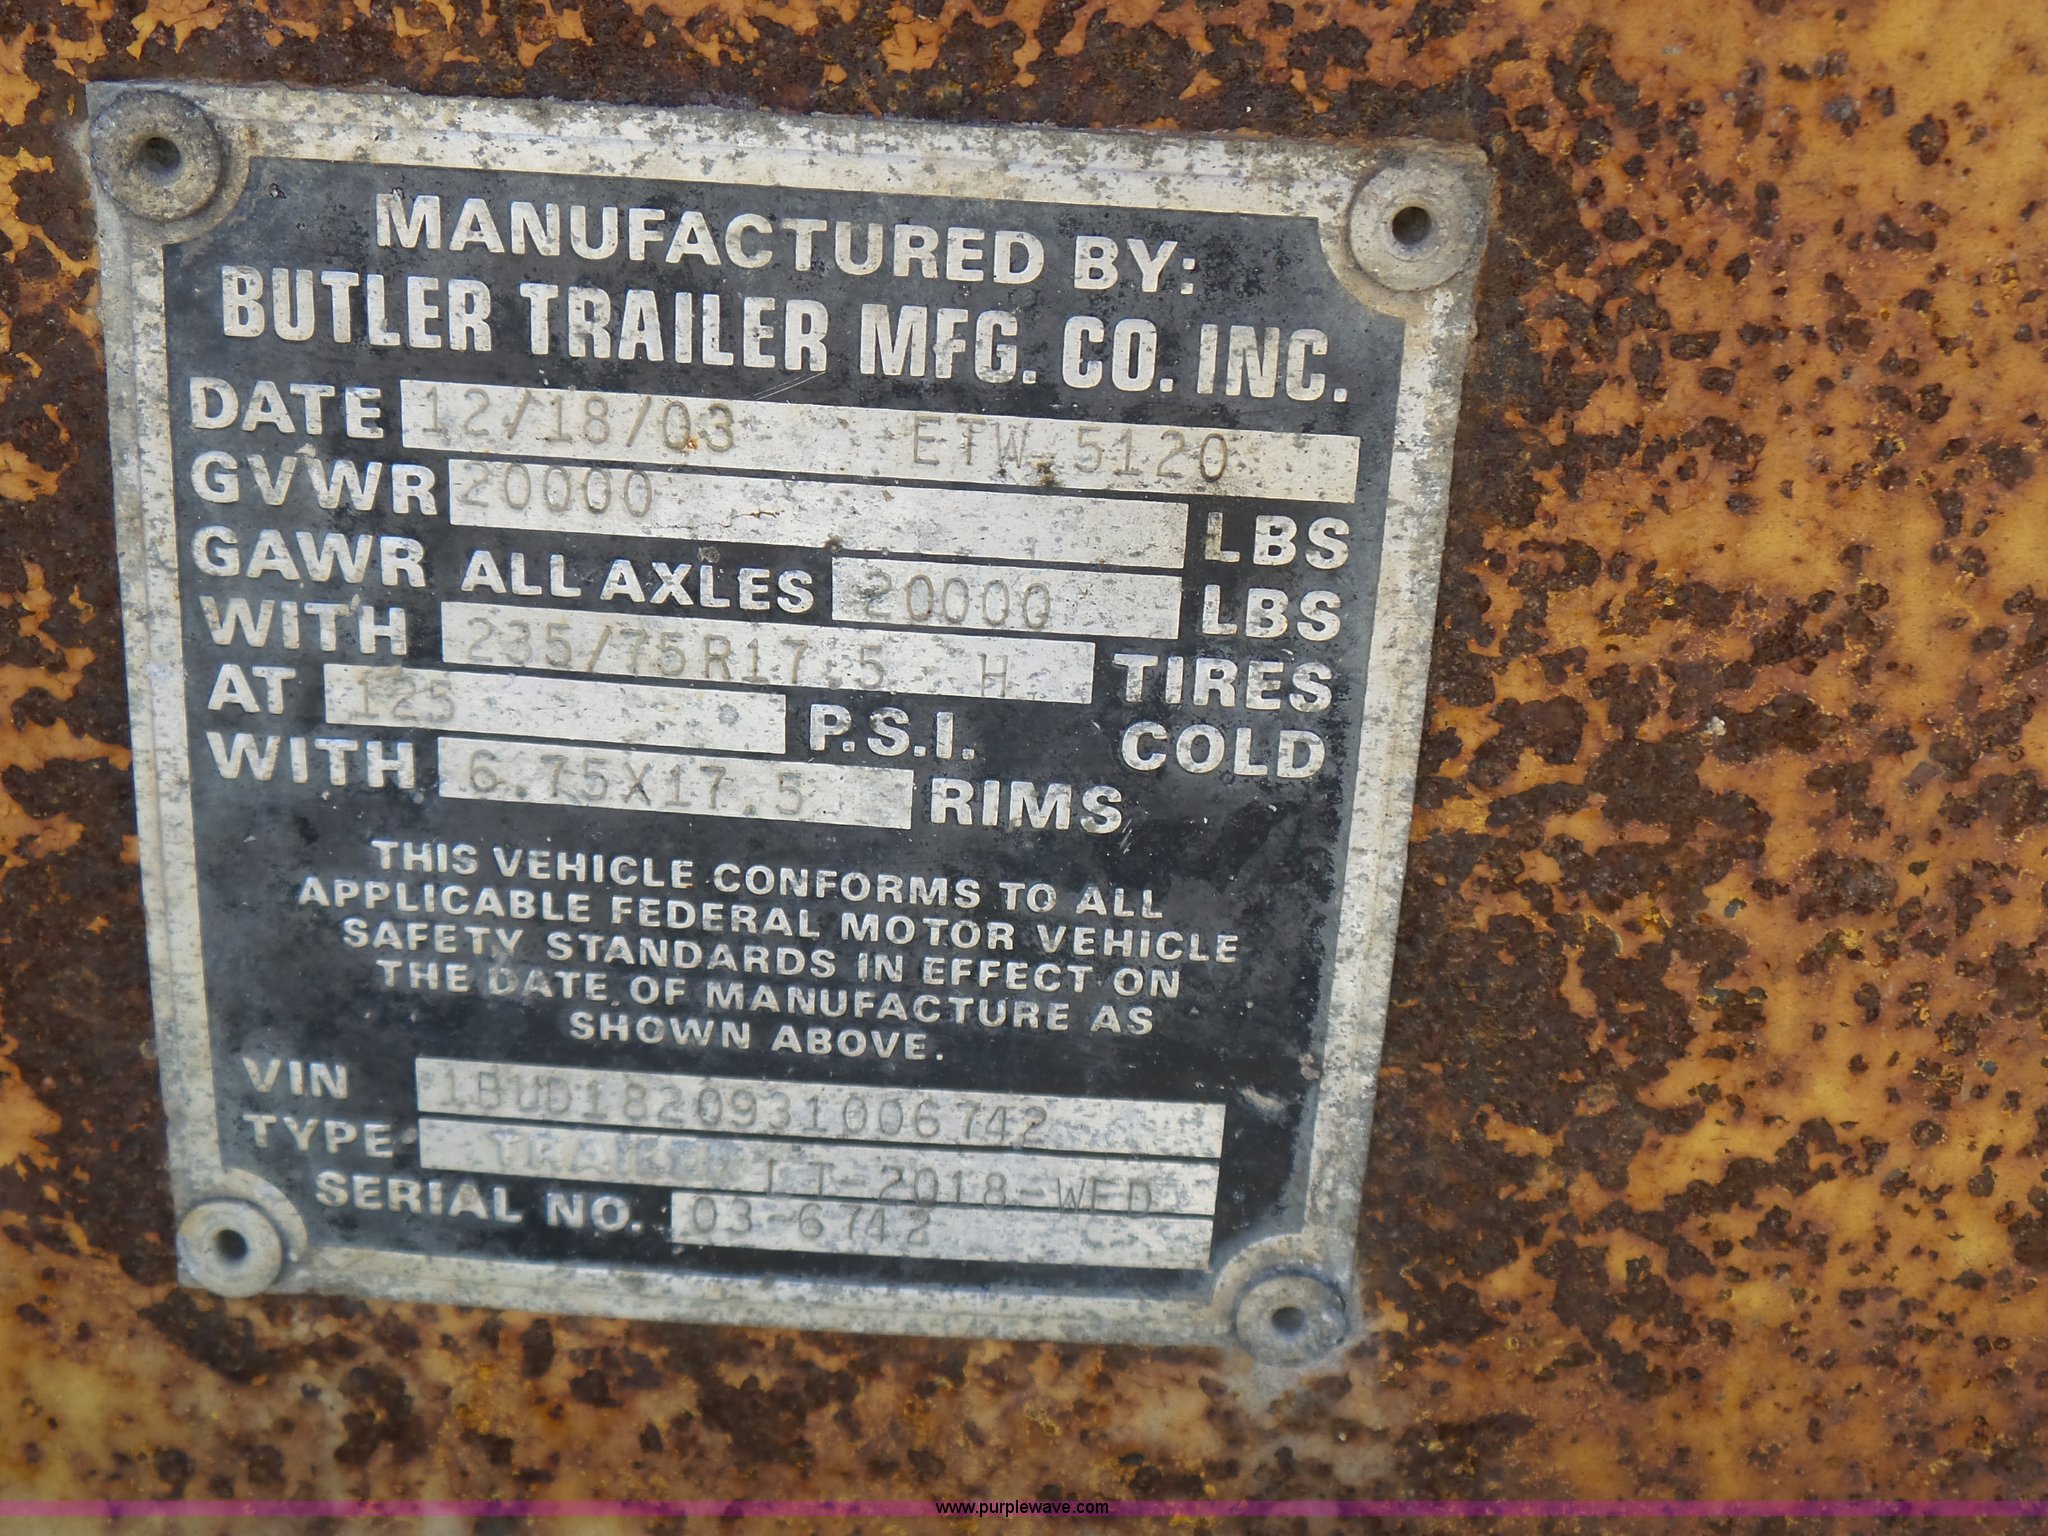 MANUFACTURED BY:
BUTLER TRAILER MFG. CO. INC.
DATE 12/18/03 ETW 5120
GVWR 20000 LBS
GAWR ALL AXLES 20000 LBS
WITH 235/75R17.5 H TIRES
AT 125 P.S.I. COLD
WITH 6.75X17.5 RIMS
THIS VEHICLE CONFORMS TO ALL
APPLICABLE FEDERAL MOTOR VEHICLE
SAFETY STANDARDS IN EFFECT ON
THE DATE OF MANUFACTURE AS
SHOWN ABOVE.
VIN 1BUD1820931006742
TYPE TRAILER LT-2018-WFD
SERIAL NO. 03-6742
www.purplewave.com